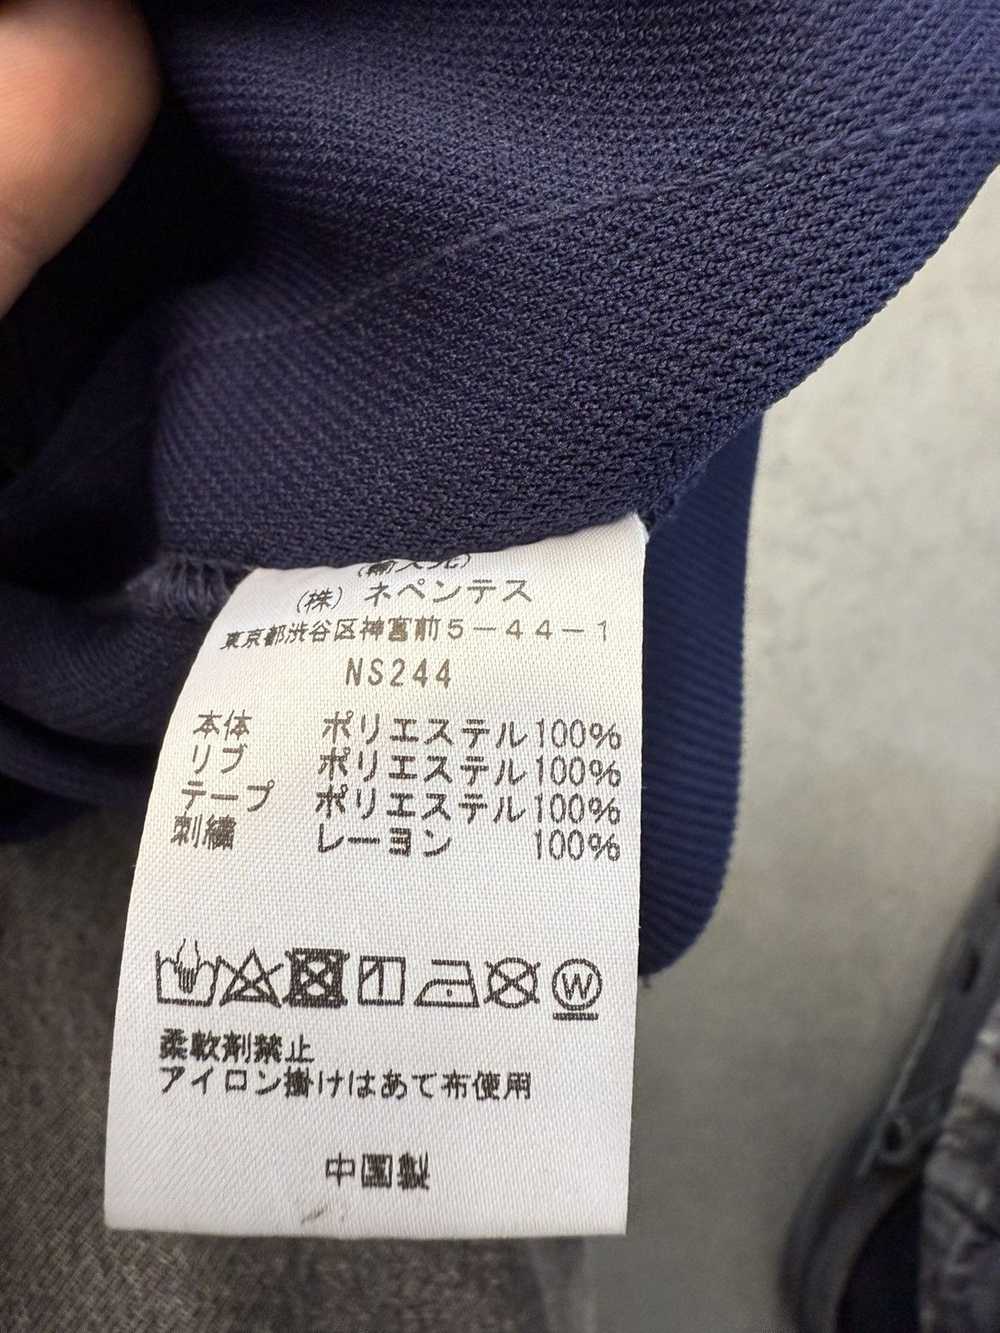 (輸入元)
(株) ネペンテス
東京都渋谷区神宮前5-44-1
NS244
本体 ポリエステル100%
リブ ポリエステル100%
テープ ポリエステル100%
刺繍 レーヨン 100%
W
柔軟剤禁止
アイロン掛けはあて布使用
中国製